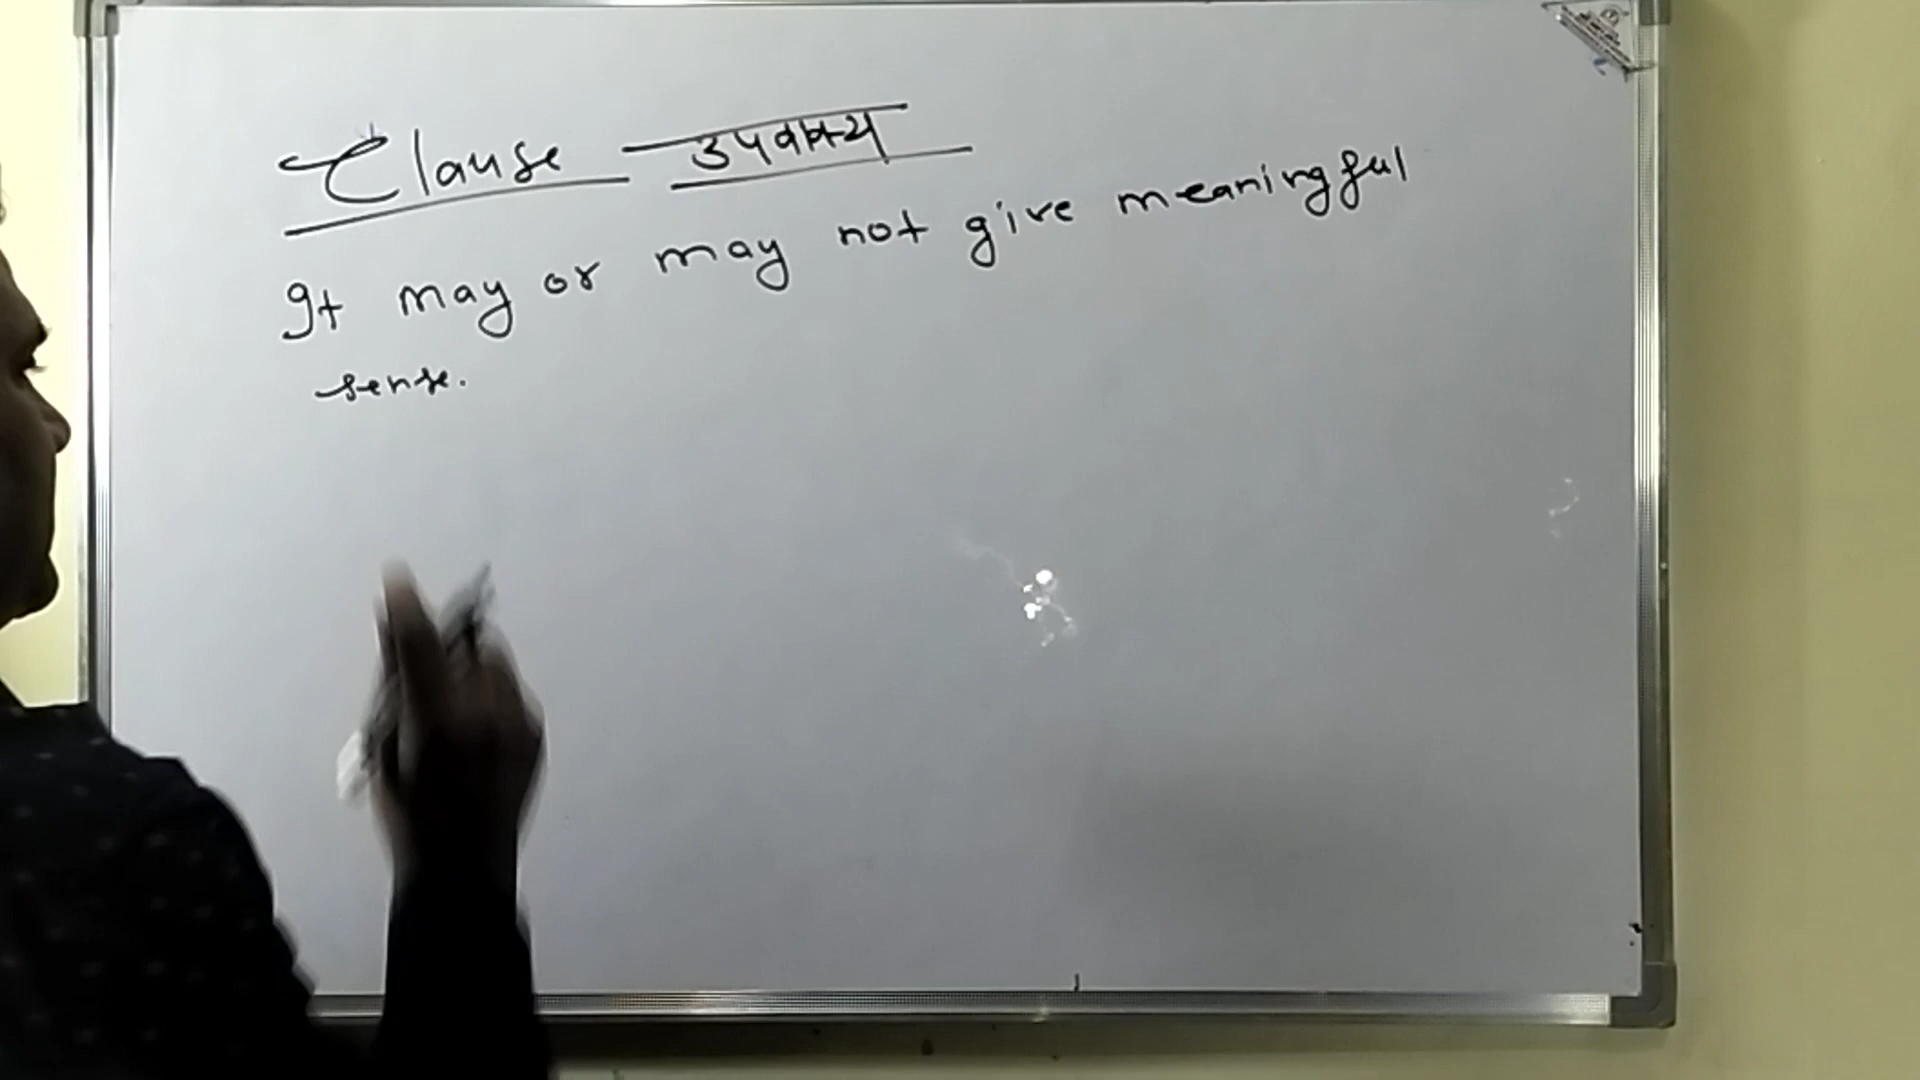 Clause - उपवाक्य
It may or may not give meaningful
sense.